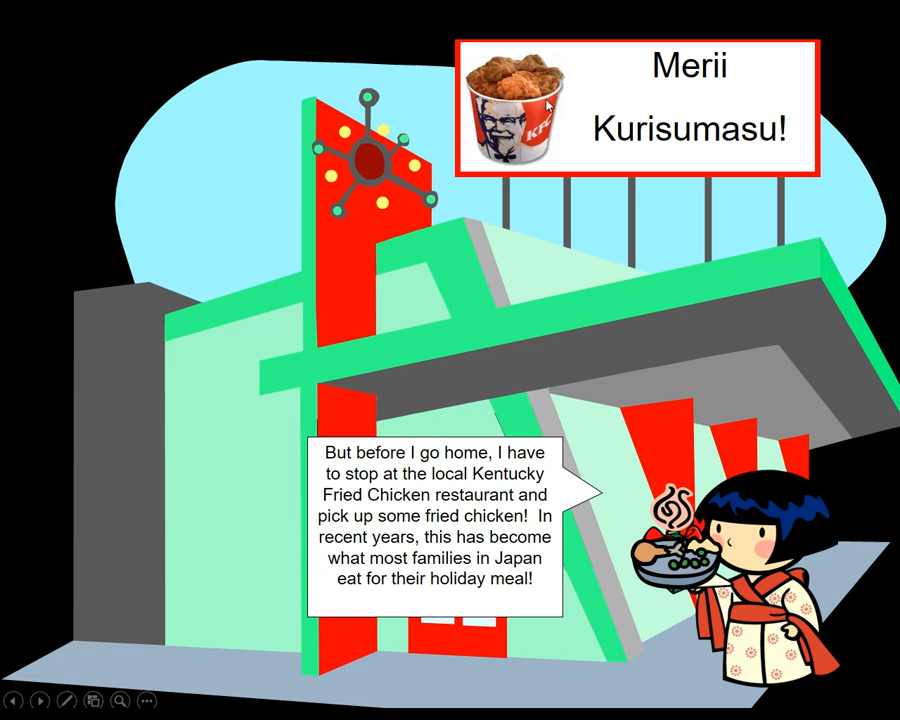 Merii
Kurisumasu!
KFC
But before I go home, I have
to stop at the local Kentucky
Fried Chicken restaurant and
pick up some fried chicken!  In
recent years, this has become
what most families in Japan
eat for their holiday meal!